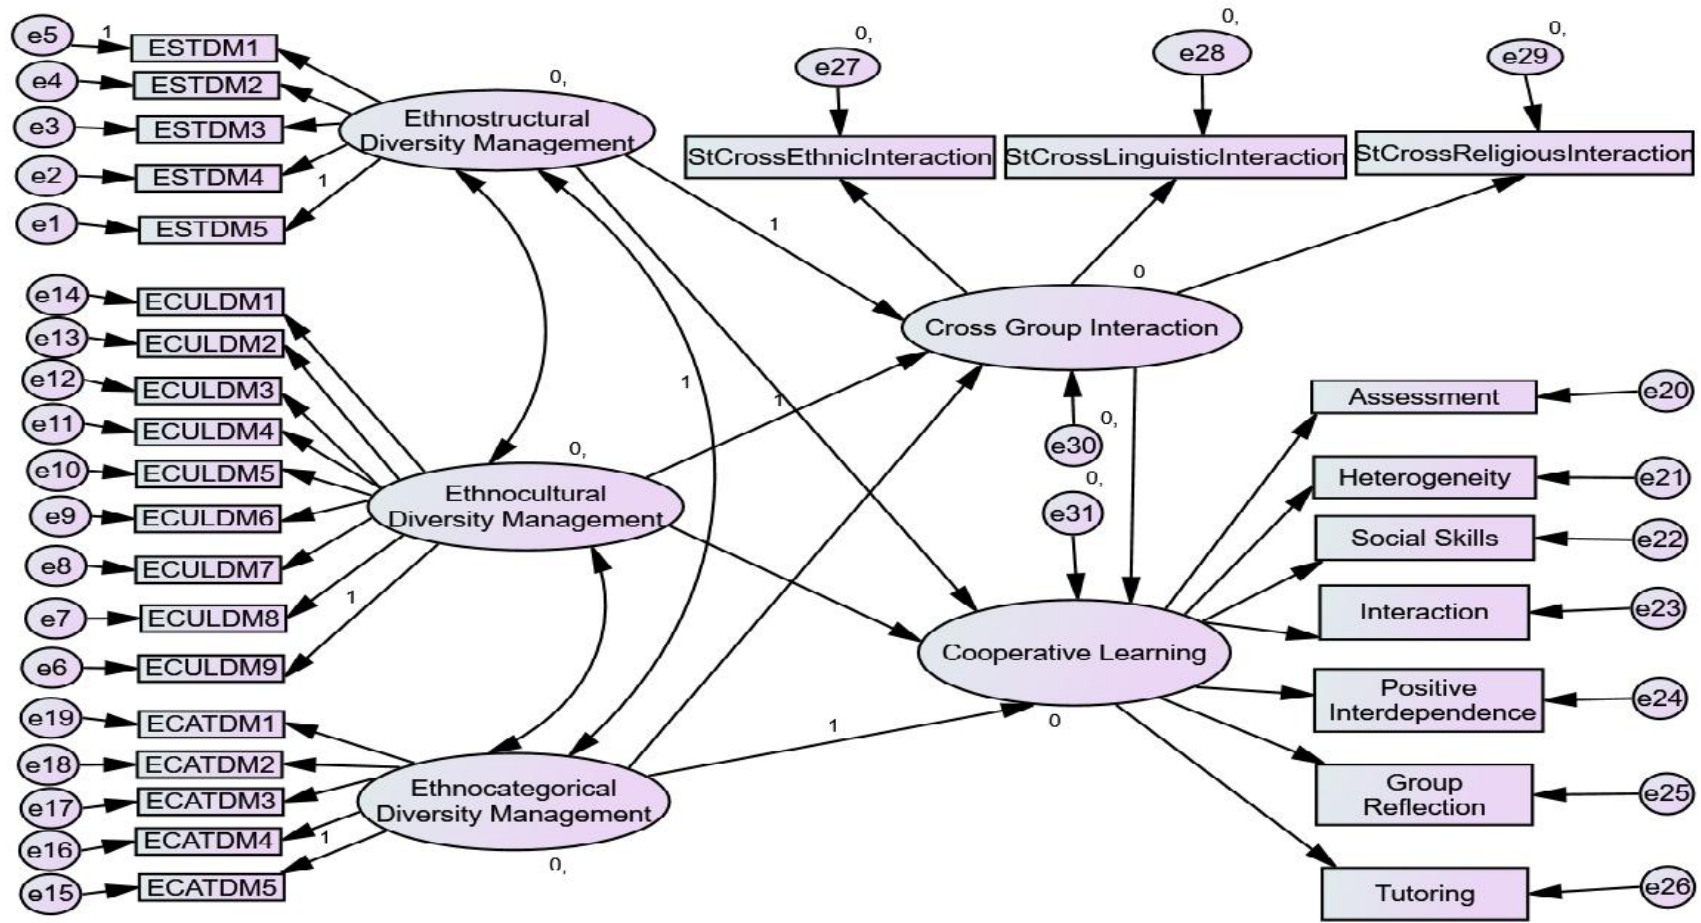 e5
1
ESTDM1
e4
ESTDM2
e3
ESTDM3
e2
ESTDM4
1
e1
ESTDM5
0,
Ethnostructural
Diversity Management
0,
e27
0,
e28
0,
e29
StCrossEthnicInteraction
StCrossLinguisticInteraction
StCrossReligiousInteraction
1
0
Cross Group Interaction
e14
ECULDM1
e13
ECULDM2
e12
ECULDM3
e11
ECULDM4
e10
ECULDM5
e9
ECULDM6
e8
ECULDM7
e7
ECULDM8
1
e6
ECULDM9
0,
Ethnocultural
Diversity Management
1
1
0,
e30
0,
e31
Cooperative Learning
0
1
e19
ECATDM1
e18
ECATDM2
e17
ECATDM3
e16
ECATDM4
1
e15
ECATDM5
Ethnocategorical
Diversity Management
0,
Assessment
e20
Heterogeneity
e21
Social Skills
e22
Interaction
e23
Positive
Interdependence
e24
Group
Reflection
e25
Tutoring
e26